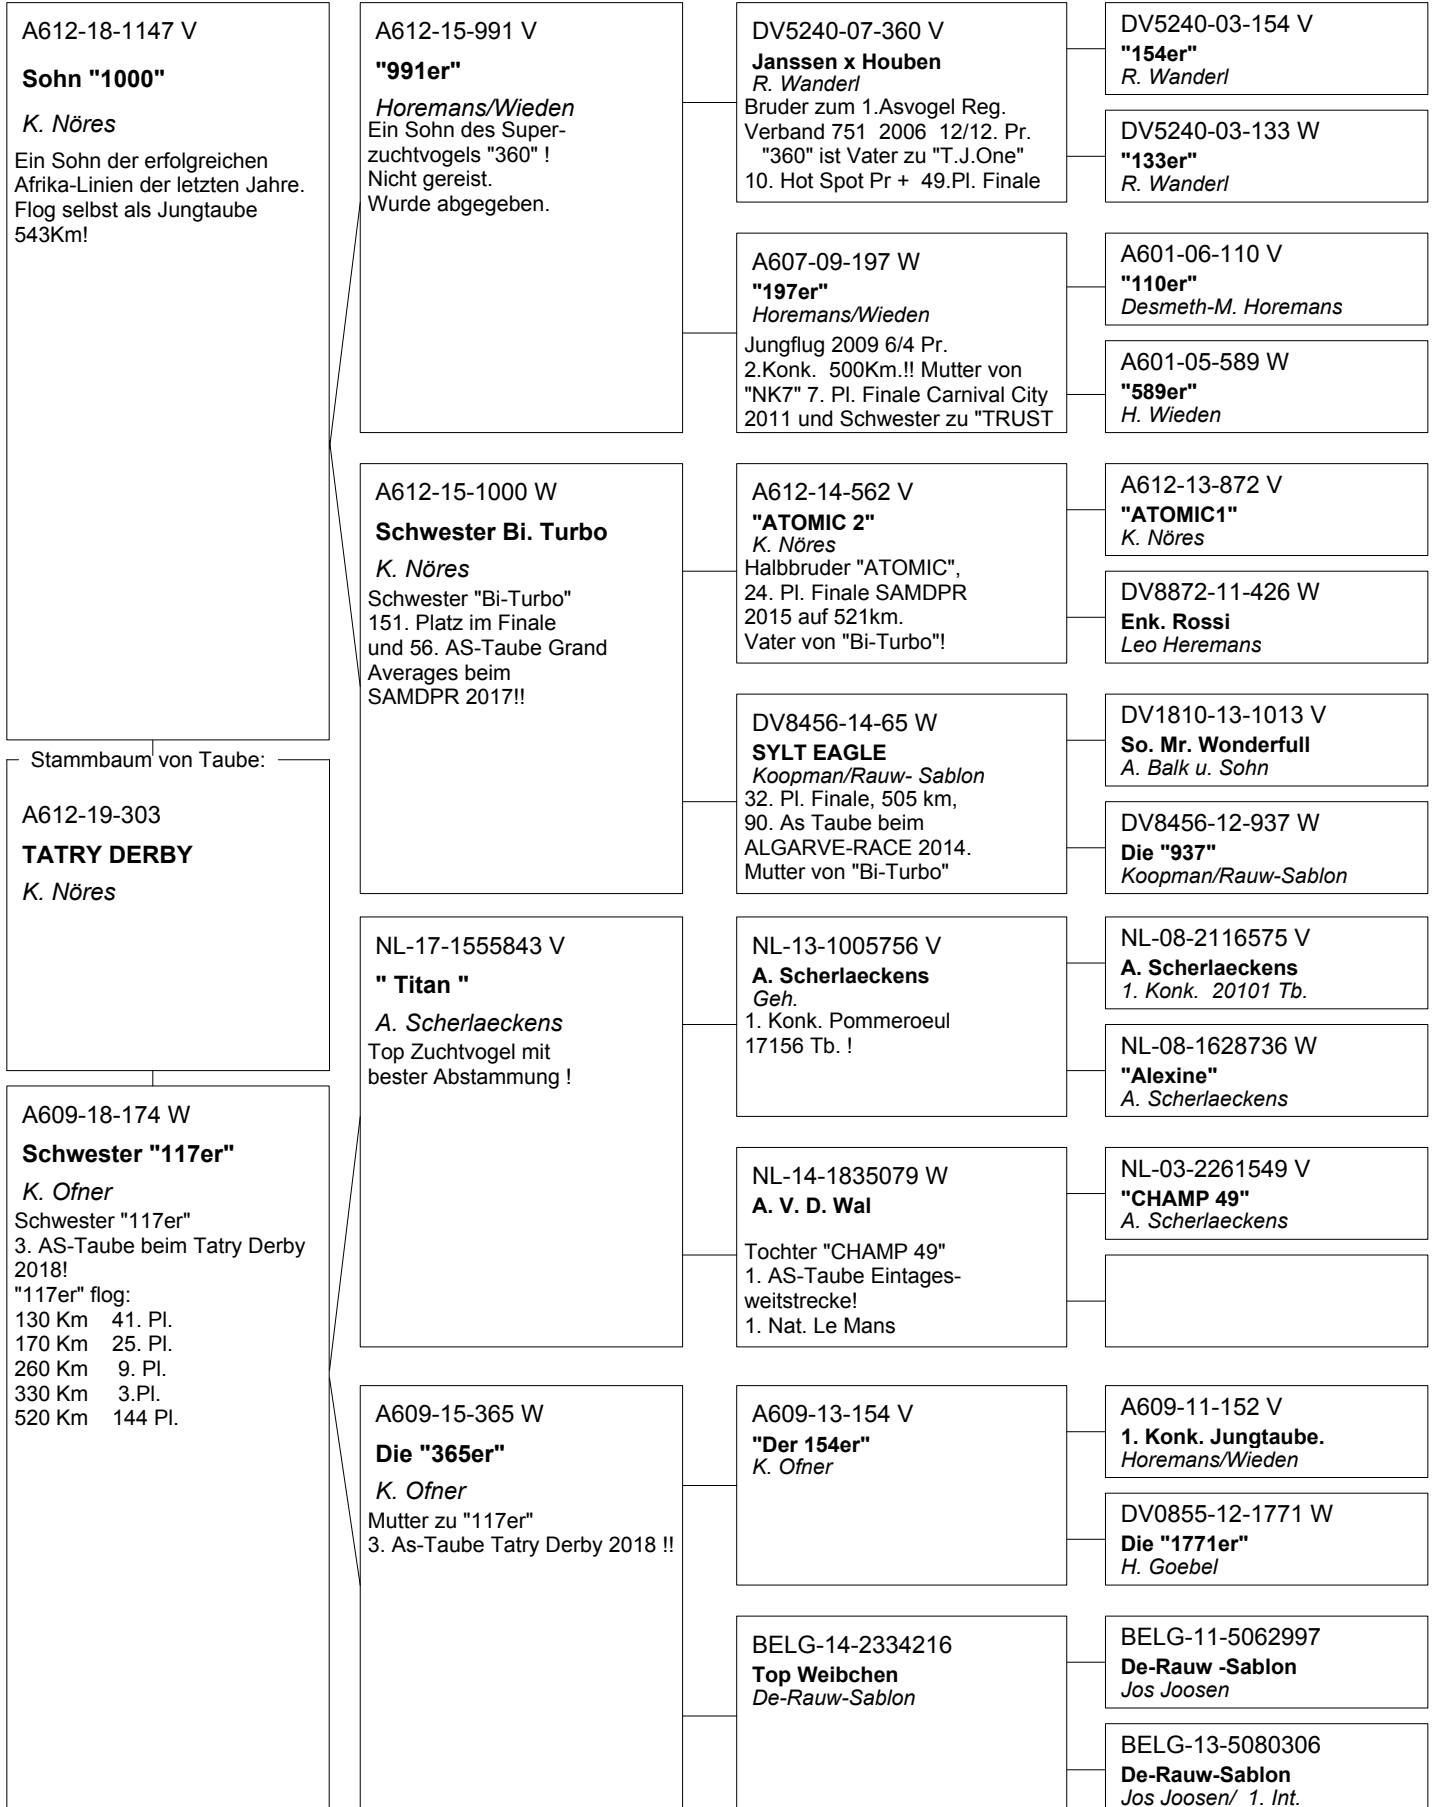 A612-18-1147 V
Sohn "1000"
K. Nöres
Ein Sohn der erfolgreichen
Afrika-Linien der letzten Jahre.
Flog selbst als Jungtaube
543Km!
Stammbaum von Taube:
A612-19-303
TATRY DERBY
K. Nöres
A609-18-174 W
Schwester "117er"
K. Ofner
Schwester "117er"
3. AS-Taube beim Tatry Derby
2018!
"117er" flog:
130 Km 41. Pl.
170 Km 25. Pl.
260 Km 9. Pl.
330 Km 3.Pl.
520 Km 144 Pl.
A612-15-991 V
"991er"
Horemans/Wieden
Ein Sohn des Super-
zuchtvogels "360" !
Nicht gereist.
Wurde abgegeben.
A612-15-1000 W
Schwester Bi. Turbo
K. Nöres
Schwester "Bi-Turbo"
151. Platz im Finale
und 56. AS-Taube Grand
Averages beim
SAMDPR 2017!!
NL-17-1555843 V
" Titan "
A. Scherlaeckens
Top Zuchtvogel mit
bester Abstammung !
A609-15-365 W
Die "365er"
K. Ofner
Mutter zu "117er"
3. As-Taube Tatry Derby 2018 !!
DV5240-07-360 V
Janssen x Houben
R. Wanderl
Bruder zum 1.Asvogel Reg.
Verband 751 2006 12/12. Pr.
"360" ist Vater zu "T.J.One"
10. Hot Spot Pr + 49.Pl. Finale
A607-09-197 W
"197er"
Horemans/Wieden
Jungflug 2009 6/4 Pr.
2.Konk. 500Km.!! Mutter von
"NK7" 7. Pl. Finale Carnival City
2011 und Schwester zu "TRUST
A612-14-562 V
"ATOMIC 2"
K. Nöres
Halbbruder "ATOMIC",
24. Pl. Finale SAMDPR
2015 auf 521km.
Vater von "Bi-Turbo"!
DV8456-14-65 W
SYLT EAGLE
Koopman/Rauw- Sablon
32. Pl. Finale, 505 km,
90. As Taube beim
ALGARVE-RACE 2014.
Mutter von "Bi-Turbo"
NL-13-1005756 V
A. Scherlaeckens
Geh.
1. Konk. Pommeroeul
17156 Tb. !
NL-14-1835079 W
A. V. D. Wal
Tochter "CHAMP 49"
1. AS-Taube Eintages-
weitstrecke!
1. Nat. Le Mans
A609-13-154 V
"Der 154er"
K. Ofner
BELG-14-2334216
Top Weibchen
De-Rauw-Sablon
DV5240-03-154 V
"154er"
R. Wanderl
DV5240-03-133 W
"133er"
R. Wanderl
A601-06-110 V
"110er"
Desmeth-M. Horemans
A601-05-589 W
"589er"
H. Wieden
A612-13-872 V
"ATOMIC1"
K. Nöres
DV8872-11-426 W
Enk. Rossi
Leo Heremans
DV1810-13-1013 V
So. Mr. Wonderfull
A. Balk u. Sohn
DV8456-12-937 W
Die "937"
Koopman/Rauw-Sablon
NL-08-2116575 V
A. Scherlaeckens
1. Konk. 20101 Tb.
NL-08-1628736 W
"Alexine"
A. Scherlaeckens
NL-03-2261549 V
"CHAMP 49"
A. Scherlaeckens
A609-11-152 V
1. Konk. Jungtaube.
Horemans/Wieden
DV0855-12-1771 W
Die "1771er"
H. Goebel
BELG-11-5062997
De-Rauw -Sablon
Jos Joosen
BELG-13-5080306
De-Rauw-Sablon
Jos Joosen/ 1. Int.